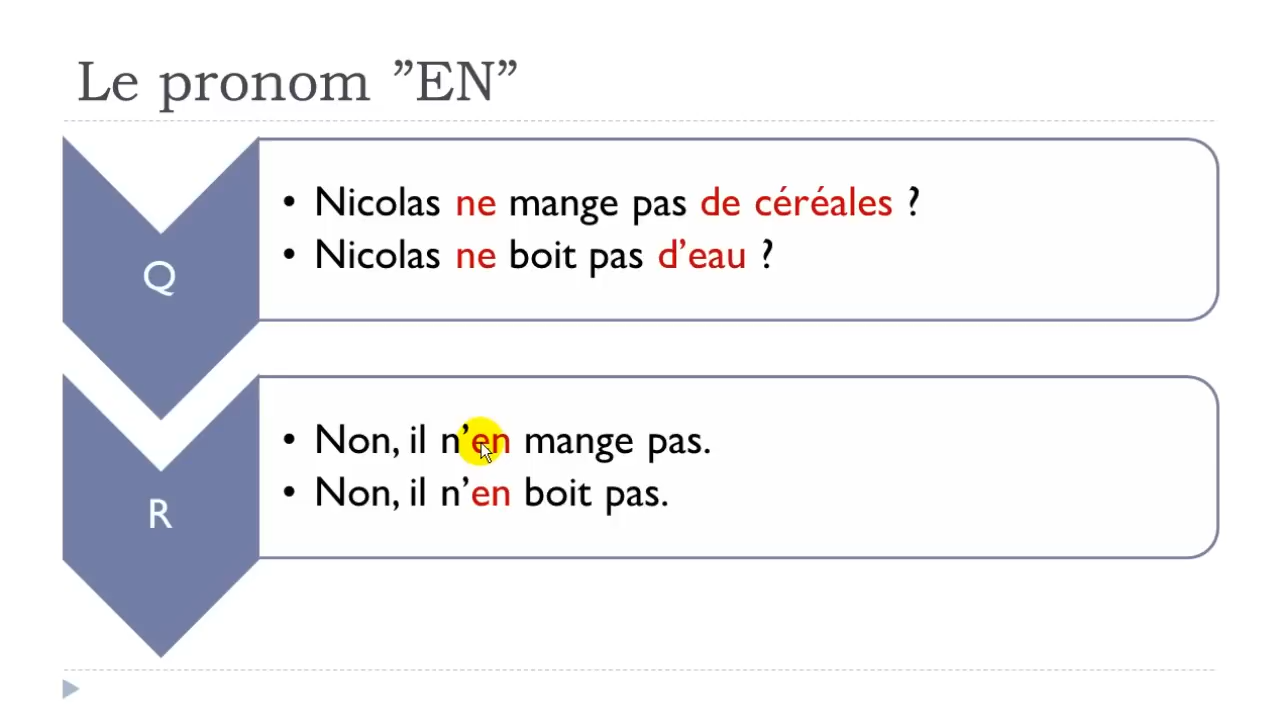 Le pronom ”EN”
Q
• Nicolas ne mange pas de céréales ?
• Nicolas ne boit pas d’eau ?
R
• Non, il n’en mange pas.
• Non, il n’en boit pas.